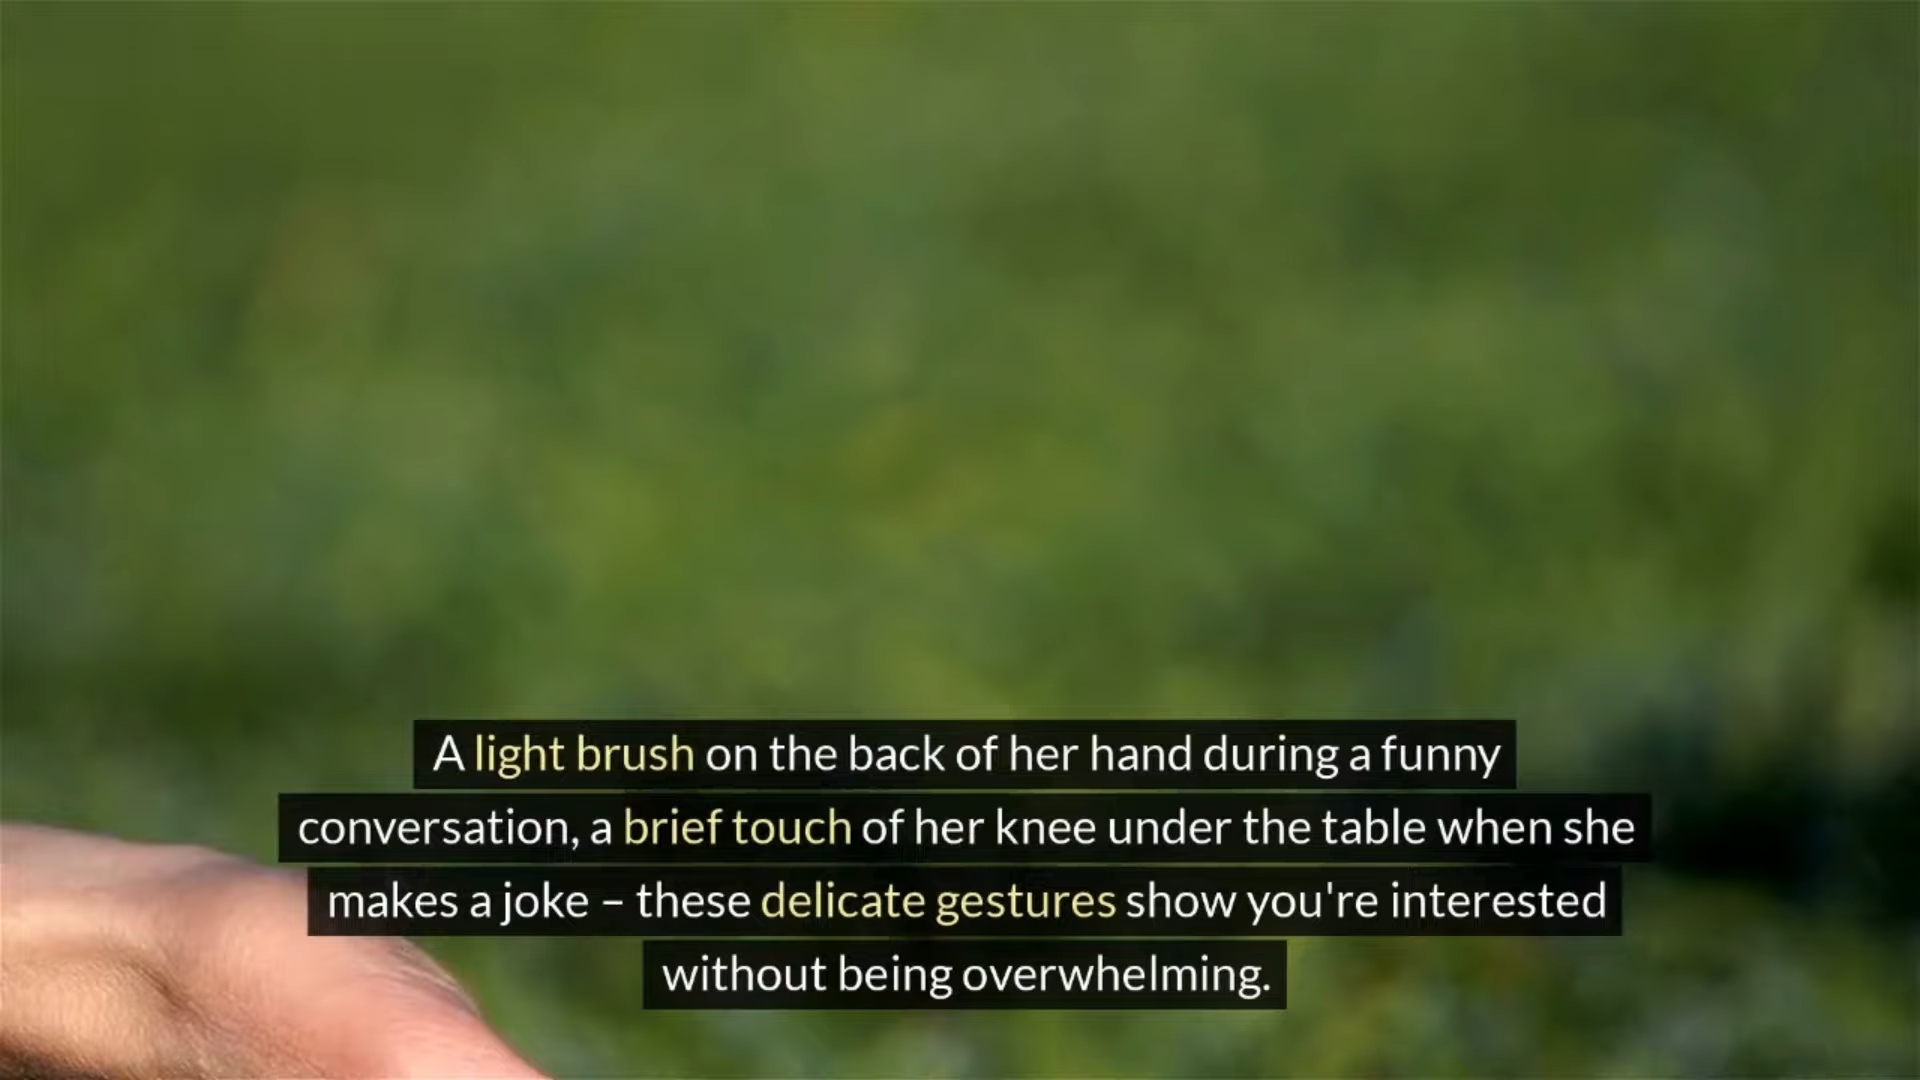 A light brush on the back of her hand during a funny
conversation, a brief touch of her knee under the table when she
makes a joke – these delicate gestures show you're interested
without being overwhelming.